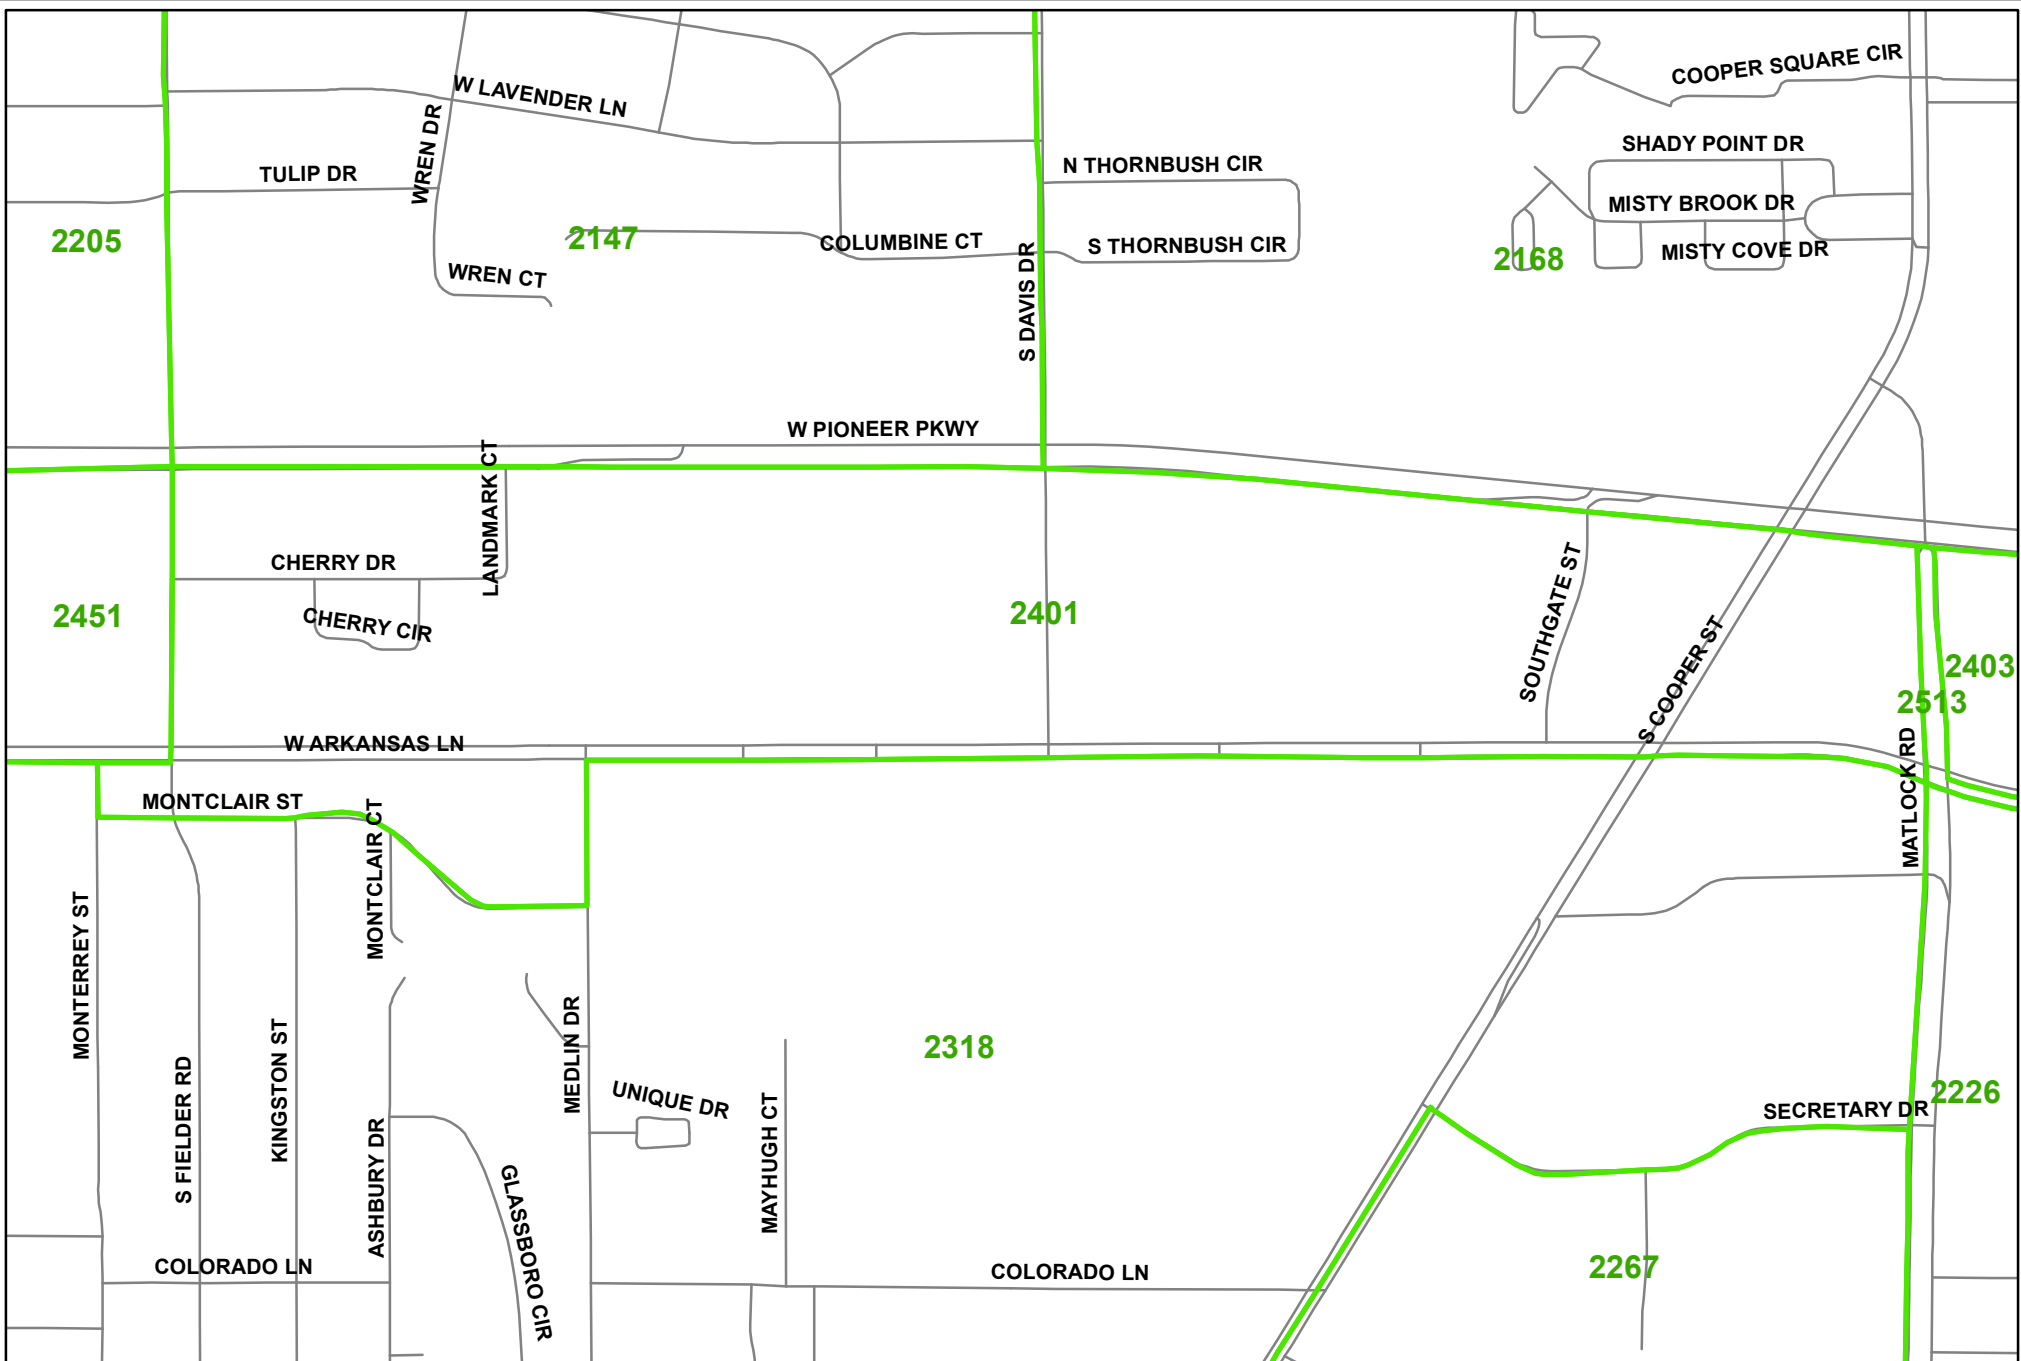 COOPER SQUARE CIR
W LAVENDER LN
WREN DR
SHADY POINT DR
N THORNBUSH CIR
TULIP DR
MISTY BROOK DR
2205
2147
COLUMBINE CT
S THORNBUSH CIR
MISTY COVE DR
2168
WREN CT
S DAVIS DR
W PIONEER PKWY
LANDMARK CT
CHERRY DR
2451
CHERRY CIR
2401
SOUTHGATE ST
S COOPER ST
2403
2513
W ARKANSAS LN
MATLOCK RD
MONTCLAIR ST
MONTCLAIR CT
MONTERREY ST
S FIELDER RD
KINGSTON ST
MEDLIN DR
2318
UNIQUE DR
MAYHUGH CT
2226
SECRETARY DR
ASHBURY DR
GLASSBORO CIR
COLORADO LN
COLORADO LN
2267